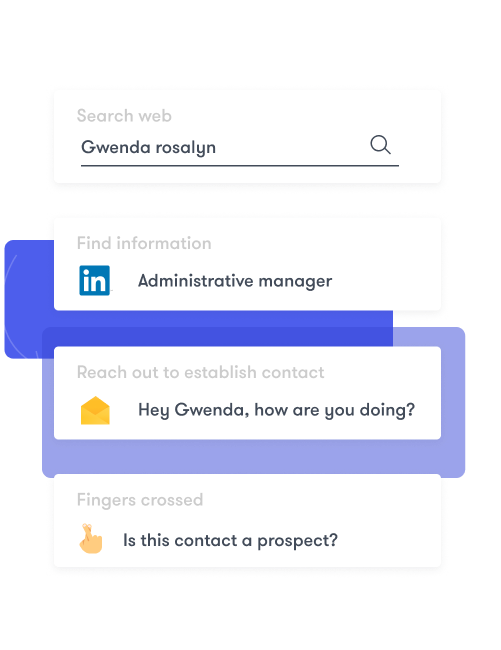 Search web
Gwenda rosalyn
Find information
in
Administrative manager
Reach out to establish contact
Hey Gwenda, how are you doing?
Fingers crossed
Is this contact a prospect?